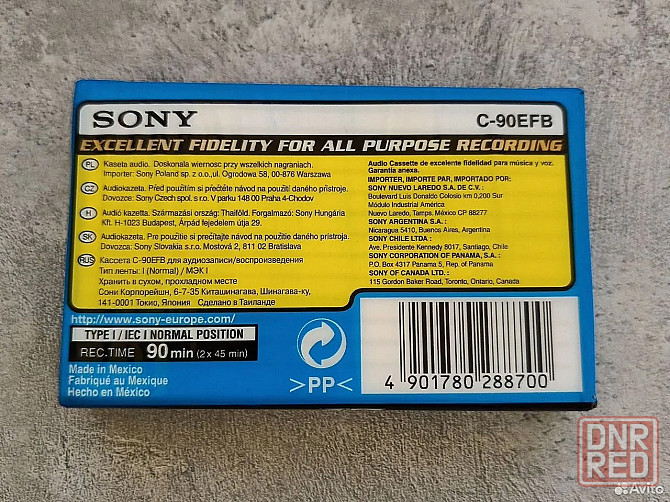 SONY
C-90EFB
EXCELLENT FIDELITY FOR ALL PURPOSE RECORDING
PL Kaseta audio. Doskonala wiernosc przy wszelkich nagraniach.
Importer: Sony Poland sp. z o.o.,ul. Ogrodowa 58, 00-876 Warszawa
CZ Audiokazeta. Před použitím si přečtěte návod na použití daného přístroje.
Dovozce: Sony Czech spol. s r.o. V parku 148 00 Praha 4-Chodov
H Audió kazetta. Származási ország: Thaiföld. Forgalmazó: Sony Hungária
Kft. H-1023 Budapest, Árpád fejedelem útja 29.
SK Audiokazeta. Pre použitie si prečítajte návod na použitie daného prístroja.
Dovozca: Sony Slovakia s.r.o. Mostová 2, 811 02 Bratislava
RUS Кассета C-90EFB для аудиозаписи/воспроизведения
Тип ленты: I (Normal) / МЭК I
Хранить в сухом, прохладном месте
Сони Корпорейшн, 6-7-35 Киташинагава, Шинагава-ку,
141-0001 Токио, Япония Сделано в Таиланде
Audio Cassette de excelente fidelidad para música y voz.
Garantía anexa.
IMPORTER, IMPORTE PAR, IMPORTADO POR:
SONY NUEVO LAREDO S.A. DE C.V. :
Boulevard Luis Donaldo Colosio km 0,200 Sur
Módulo Industrial América
Nuevo Laredo, Tamps. México CP 88277
SONY ARGENTINA S.A. :
Nicaragua 5410, Buenos Aires, Argentina
SONY CHILE LTDA :
Ave. Presidente Kennedy 8017, Santiago, Chile
SONY CORPORATION OF PANAMA, S.A. :
P.O. Box 4317 Panama 5, Rep. of Panama
SONY OF CANADA LTD. :
115 Gordon Baker Road, Toronto, Ontario, Canada
http://www.sony-europe.com/
TYPE I / IEC I NORMAL POSITION
REC.TIME 90 min (2 x 45 min)
Made in Mexico
Fabriqué au Mexique
Hecho en México
>PP<
4 901780 288700
DNR
RED
Avito